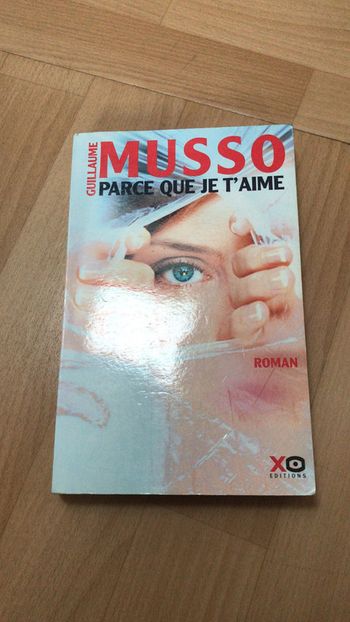 GUILLAUME
MUSSO
PARCE QUE JE T'AIME
ROMAN
XO
EDITIONS